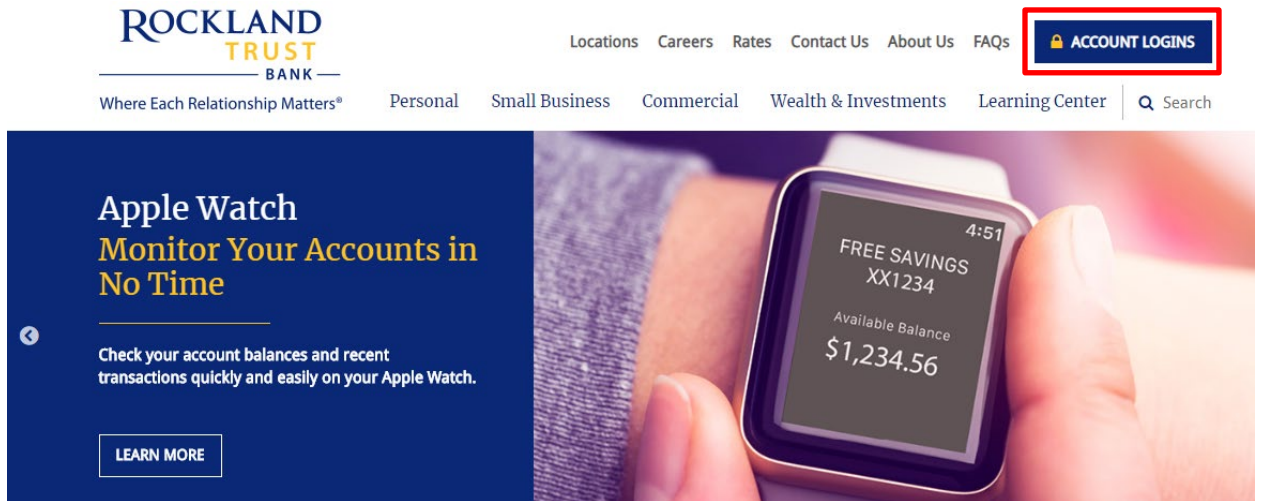 ROCKLAND
TRUST
BANK
Where Each Relationship Matters®
Locations Careers Rates Contact Us About Us FAQs ACCOUNT LOGINS
Personal Small Business Commercial Wealth & Investments Learning Center Search
Apple Watch
Monitor Your Accounts in
No Time
Check your account balances and recent
transactions quickly and easily on your Apple Watch.
LEARN MORE
4:51
FREE SAVINGS
XX1234
Available Balance
$1,234.56